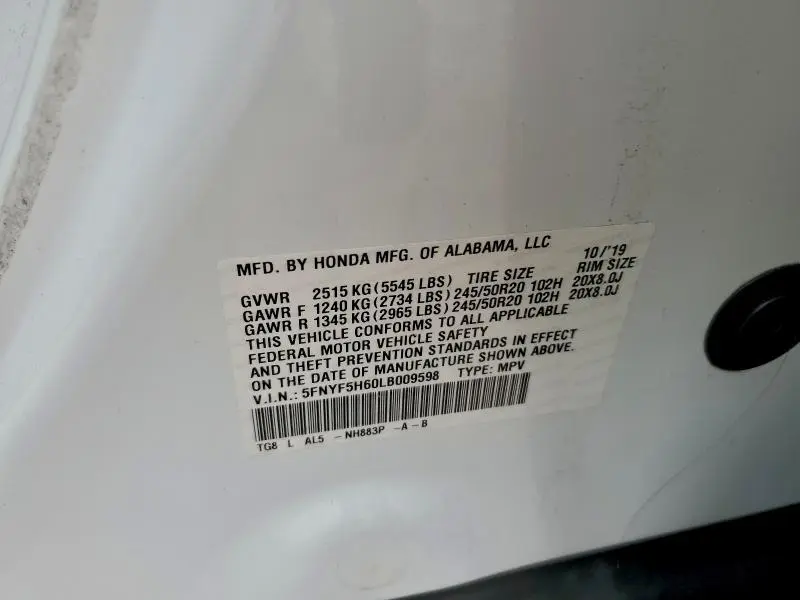 MFD. BY HONDA MFG. OF ALABAMA, LLC 10/'19
GVWR 2515 KG (5545 LBS) TIRE SIZE RIM SIZE
GAWR F 1240 KG (2734 LBS) 245/50R20 102H 20X8.0J
GAWR R 1345 KG (2965 LBS) 245/50R20 102H 20X8.0J
THIS VEHICLE CONFORMS TO ALL APPLICABLE
FEDERAL MOTOR VEHICLE SAFETY
AND THEFT PREVENTION STANDARDS IN EFFECT
ON THE DATE OF MANUFACTURE SHOWN ABOVE.
V.I.N.: 5FNYF5H60LB009598 TYPE: MPV
TG8 L AL5 -NH883P -A -B